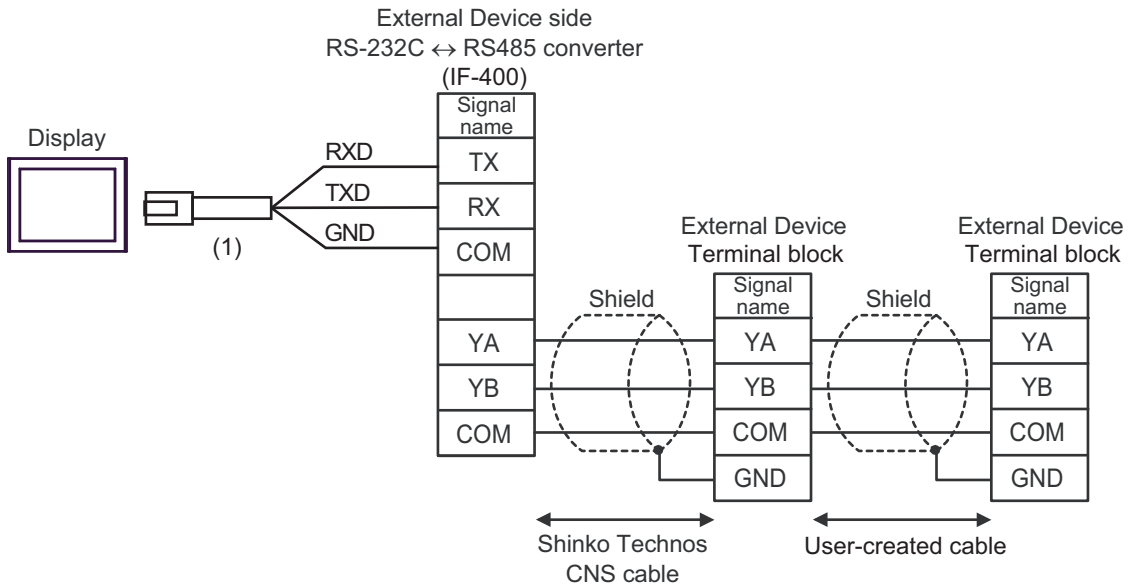 External Device side
RS-232C ↔ RS485 converter
(IF-400)
Signal
name
TX
RX
COM
YA
YB
COM
Display
RXD
TXD
GND
(1)
Shield
External Device
Terminal block
Signal
name
YA
YB
COM
GND
Shield
External Device
Terminal block
Signal
name
YA
YB
COM
GND
Shinko Technos
CNS cable
User-created cable